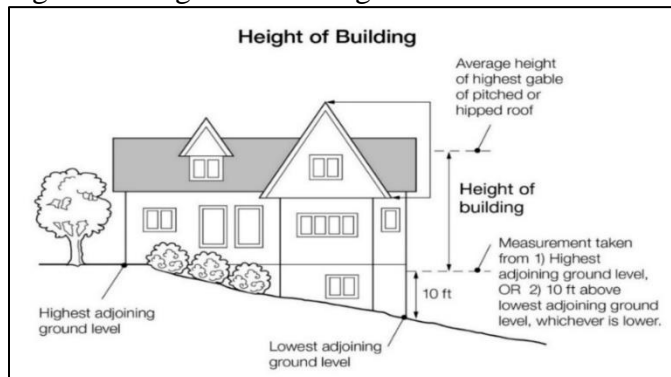 Height of Building
Average height
of highest gable
of pitched or
hipped roof
Height of
building
Measurement taken
from 1) Highest
adjoining ground level,
OR 2) 10 ft above
lowest adjoining ground
level, whichever is lower.
10 ft
Highest adjoining
ground level
Lowest adjoining
ground level